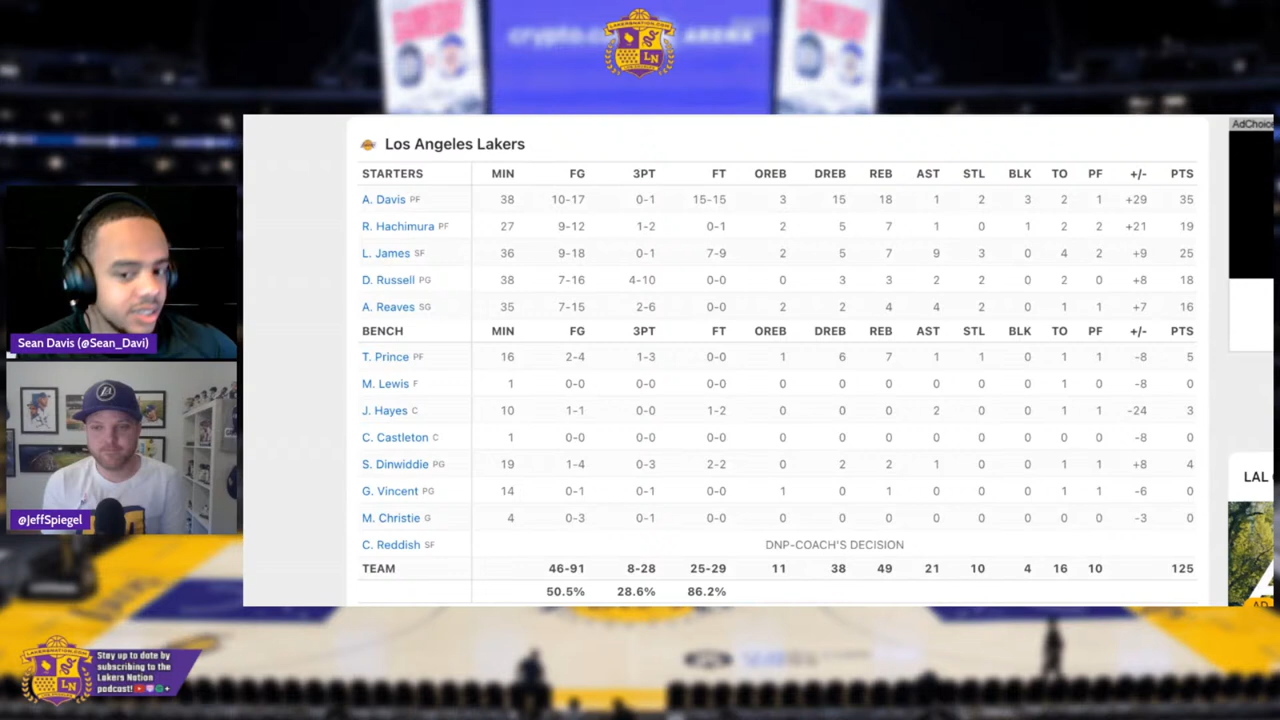 crypto.c
LAKERSNATION.COM
LN
AdChoic
Los Angeles Lakers
STARTERS MIN FG 3PT FT OREB DREB REB AST STL BLK TO PF +/- PTS
A. Davis PF 38 10-17 0-1 15-15 3 15 18 1 2 3 2 1 +29 35
R. Hachimura PF 27 9-12 1-2 0-1 2 5 7 1 0 1 2 2 +21 19
L. James SF 36 9-18 0-1 7-9 2 5 7 9 3 0 4 2 +9 25
D. Russell PG 38 7-16 4-10 0-0 0 3 3 2 2 0 2 0 +8 18
A. Reaves SG 35 7-15 2-6 0-0 2 2 4 4 2 0 1 1 +7 16
BENCH MIN FG 3PT FT OREB DREB REB AST STL BLK TO PF +/- PTS
T. Prince PF 16 2-4 1-3 0-0 1 6 7 1 1 0 1 1 -8 5
M. Lewis F 1 0-0 0-0 0-0 0 0 0 0 0 0 1 0 -8 0
J. Hayes C 10 1-1 0-0 1-2 0 0 0 2 0 0 1 1 -24 3
C. Castleton C 1 0-0 0-0 0-0 0 0 0 0 0 0 0 0 -8 0
S. Dinwiddie PG 19 1-4 0-3 2-2 0 2 2 1 0 0 1 1 +8 4
G. Vincent PG 14 0-1 0-1 0-0 1 0 1 0 0 0 1 1 -6 0
M. Christie G 4 0-3 0-1 0-0 0 0 0 0 0 0 0 0 -3 0
C. Reddish SF DNP-COACH'S DECISION
TEAM 46-91 8-28 25-29 11 38 49 21 10 4 16 10 125
50.5% 28.6% 86.2%
LAL
AD
Sean Davis (@Sean_Davi)
@JeffSpiegel
LAKERSNATION.COM
LN
Stay up to date by
subscribing to the
Lakers Nation
podcast! +